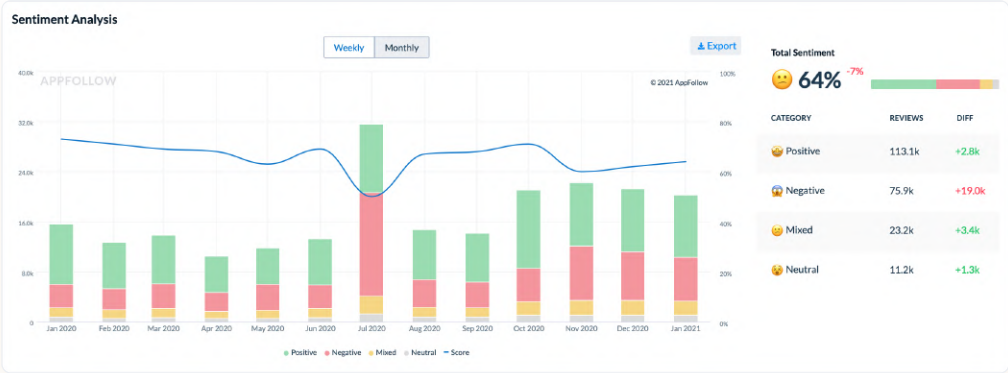 Sentiment Analysis
Weekly Monthly
Export
APPFOLLOW
© 2021 AppFollow
40.0k
32.0k
24.0k
16.0k
8.0k
0
100%
80%
60%
40%
20%
0%
Jan 2020 Feb 2020 Mar 2020 Apr 2020 May 2020 Jun 2020 Jul 2020 Aug 2020 Sep 2020 Oct 2020 Nov 2020 Dec 2020 Jan 2021
Positive Negative Mixed Neutral Score
Total Sentiment
64% -7%
CATEGORY REVIEWS DIFF
Positive 113.1k +2.8k
Negative 75.9k +19.0k
Mixed 23.2k +3.4k
Neutral 11.2k +1.3k